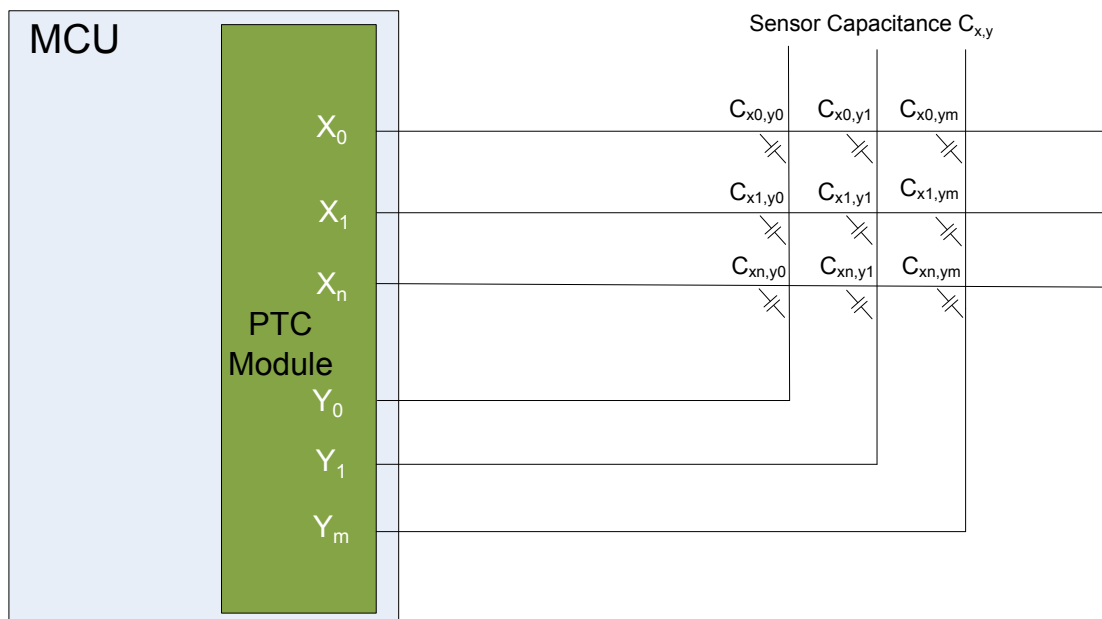 MCU
Sensor Capacitance Cx,y
X0
Cx0,y0 Cx0,y1 Cx0,ym
X1
Cx1,y0 Cx1,y1 Cx1,ym
Xn
Cxn,y0 Cxn,y1 Cxn,ym
PTC
Module
Y0
Y1
Ym